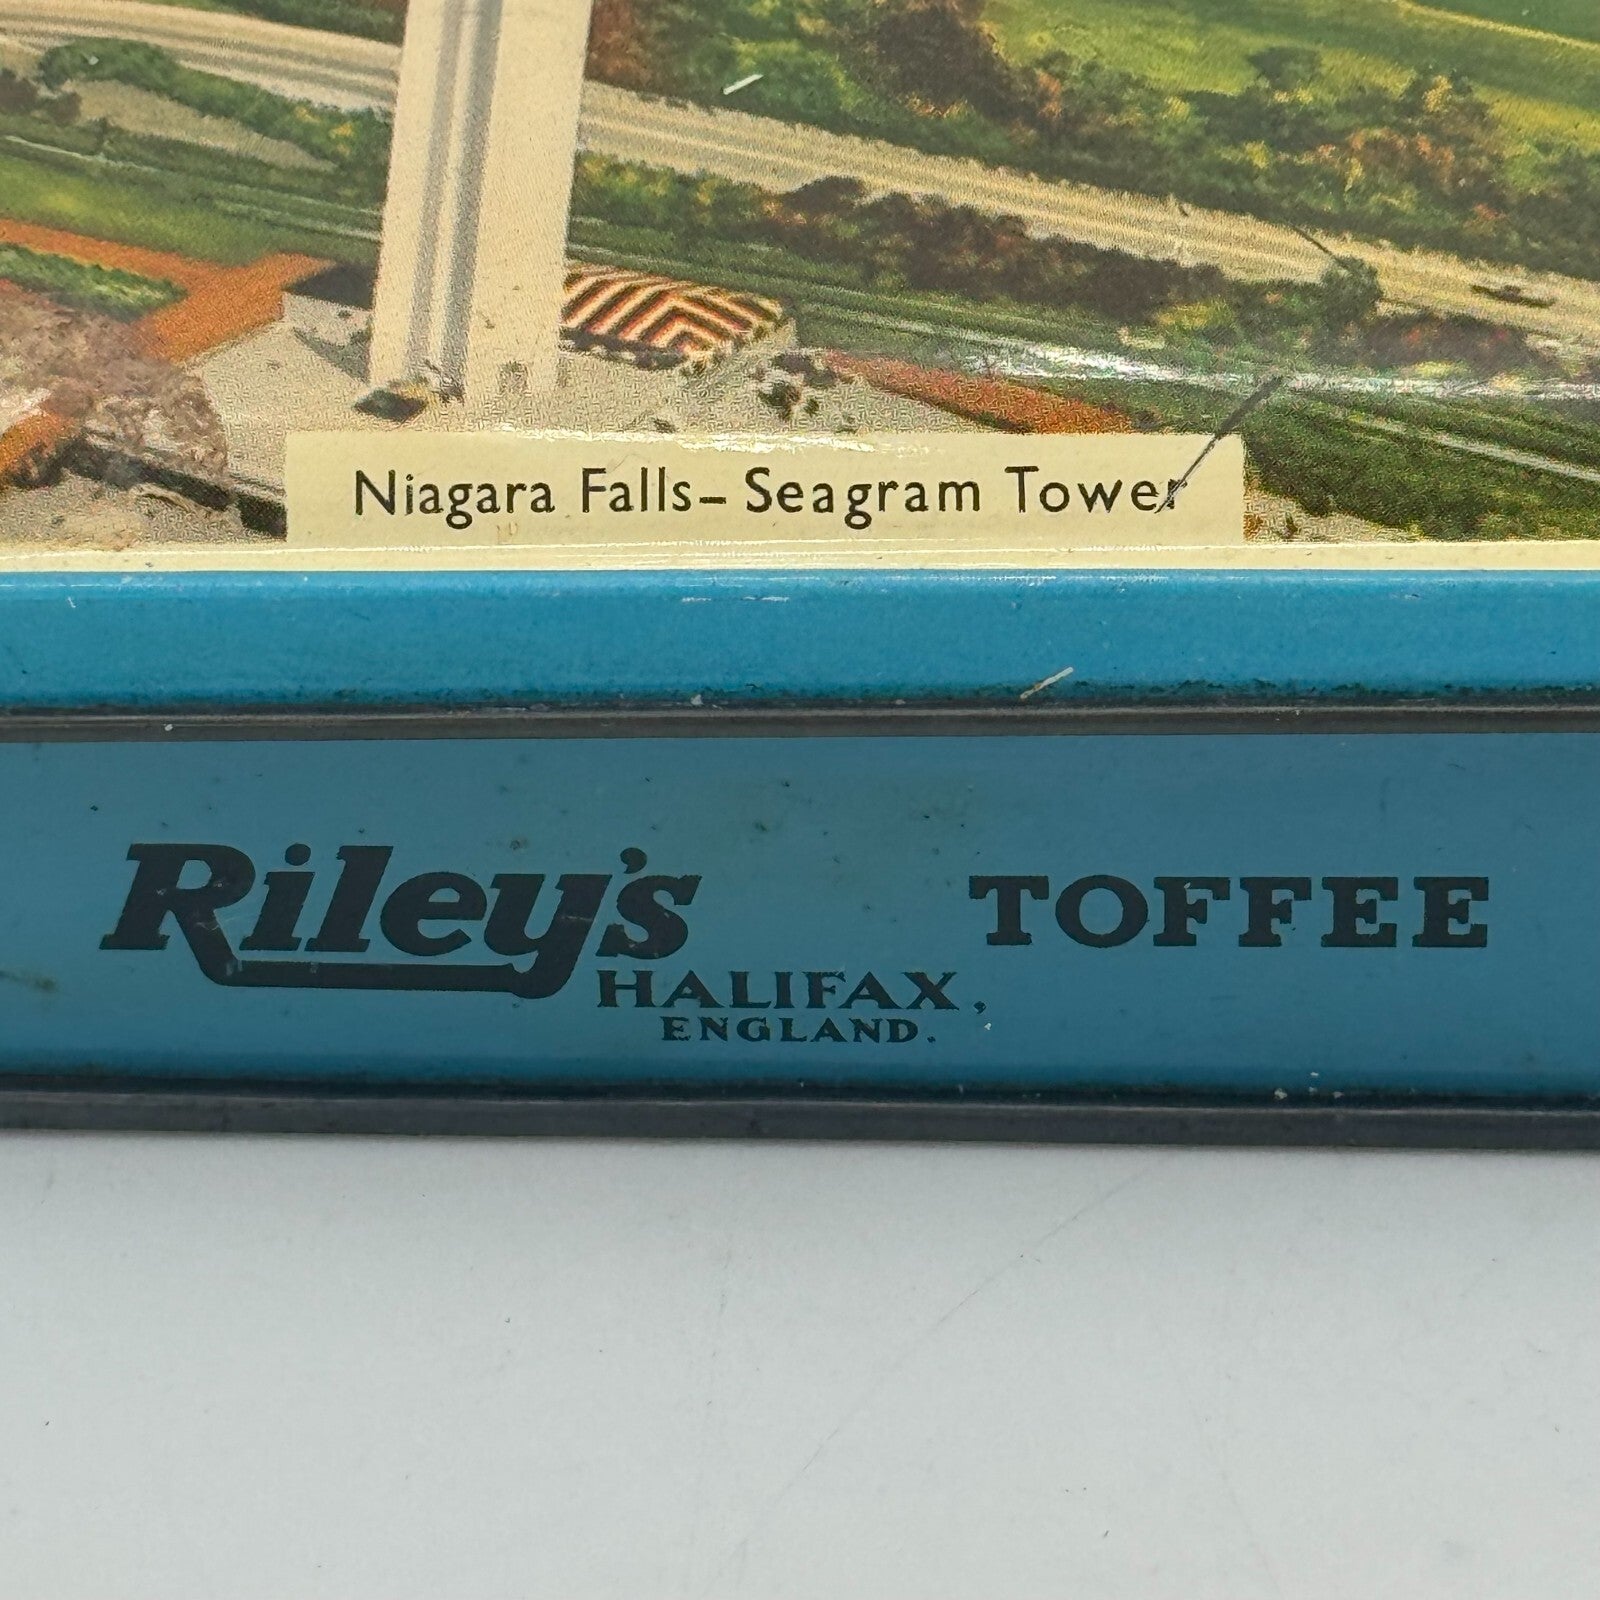 Niagara Falls – Seagram Tower
Riley's TOFFEE
HALIFAX,
ENGLAND.